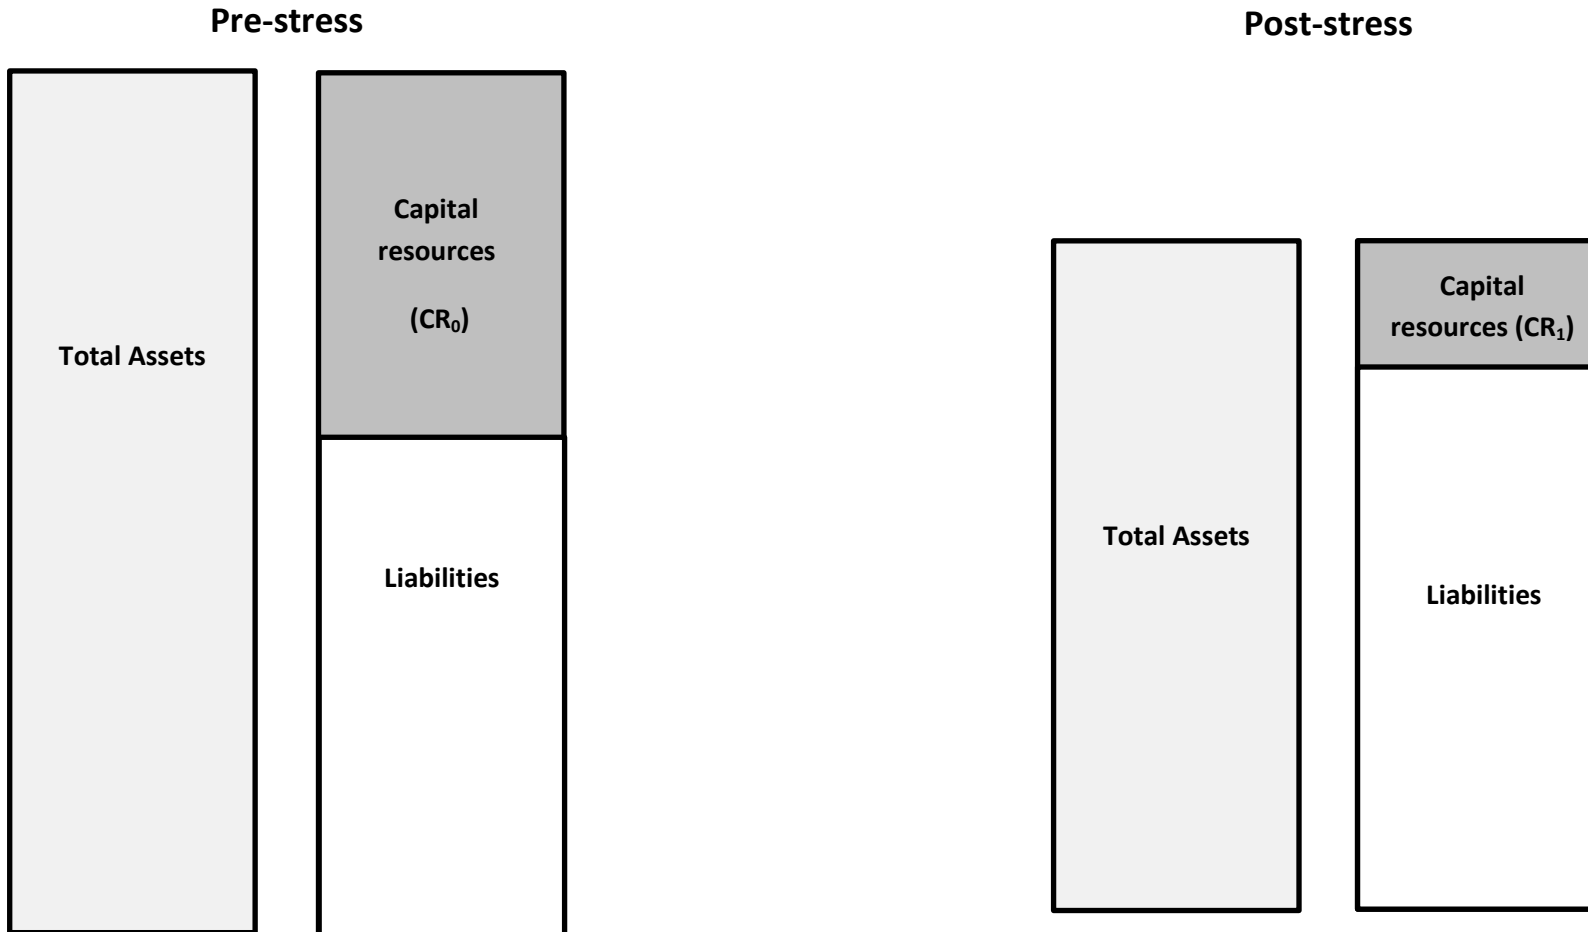 Pre-stress
Post-stress
Total Assets
Capital
resources
(CR₀)
Liabilities
Total Assets
Capital
resources (CR₁)
Liabilities